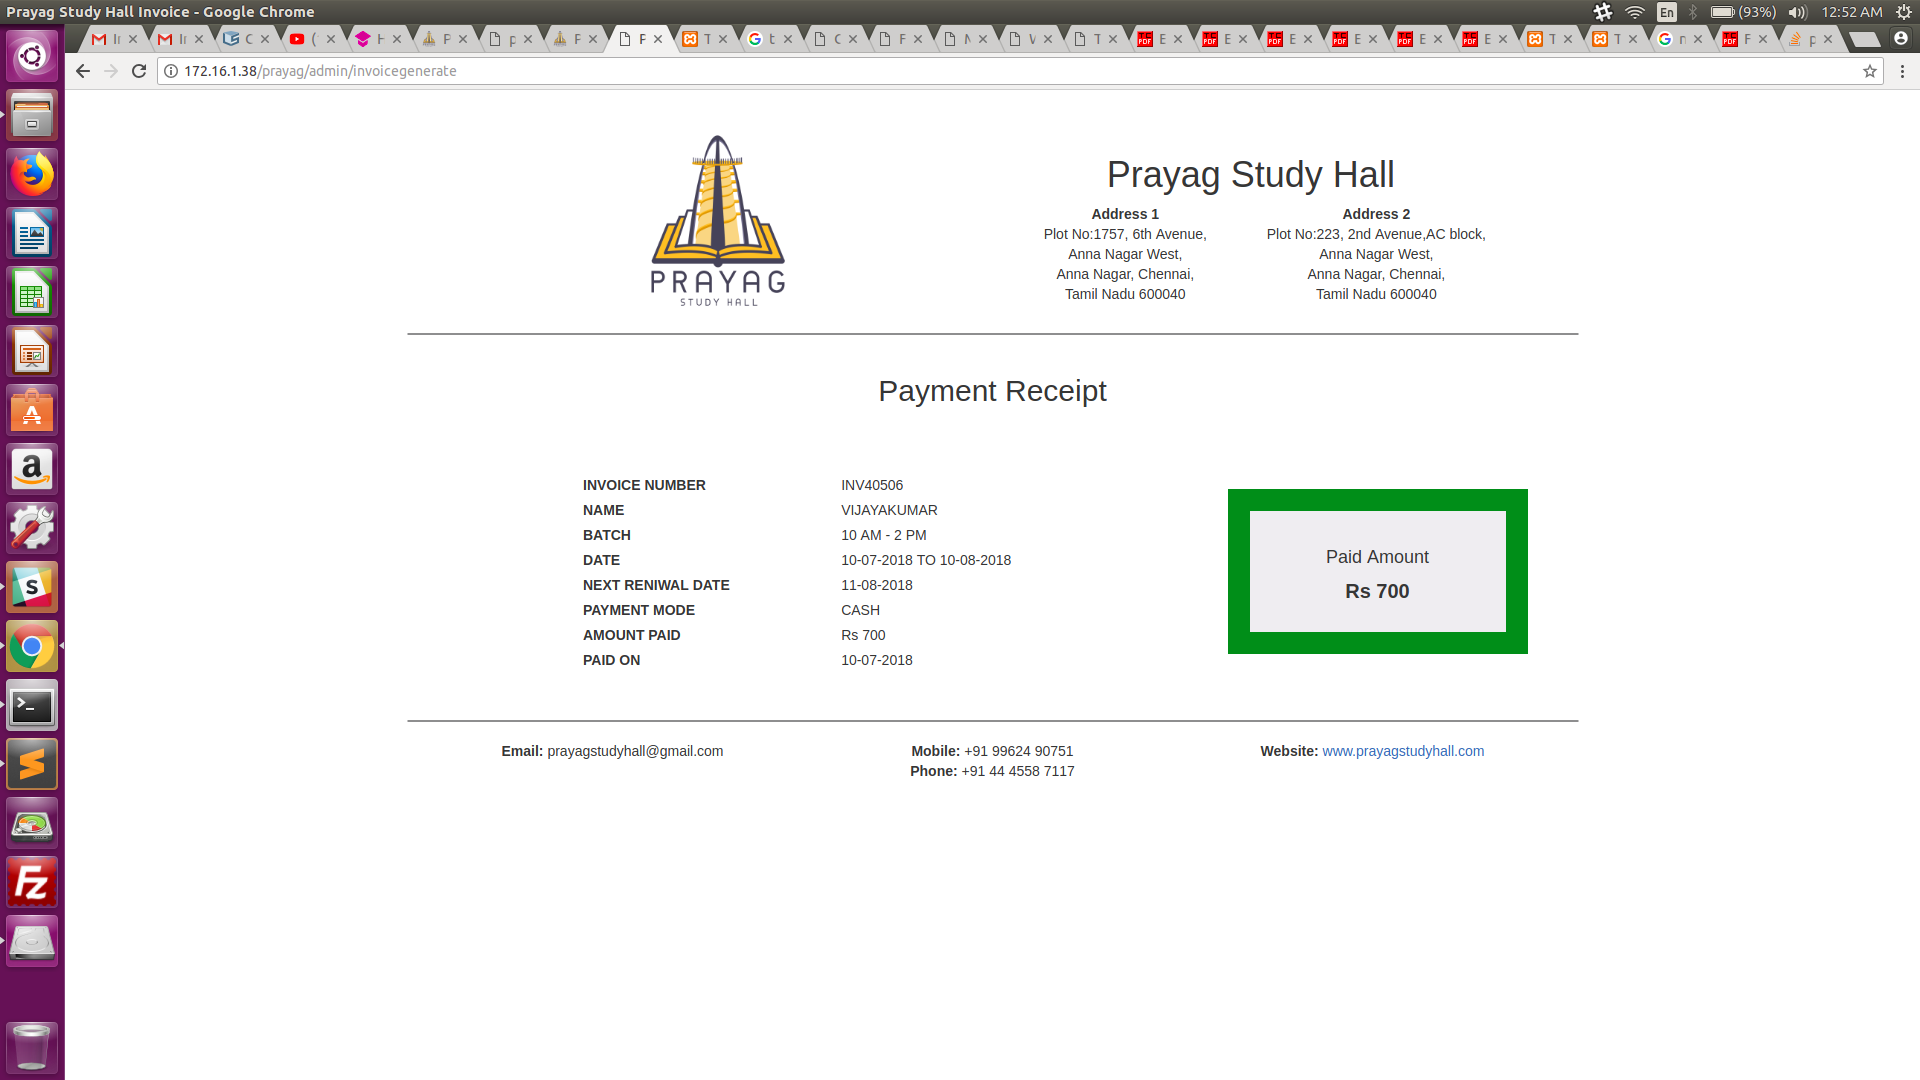 Prayag Study Hall Invoice - Google Chrome
En
(93%)
12:52 AM
172.16.1.38/prayag/admin/invoicegenerate
PRAYAG
STUDY HALL
Prayag Study Hall
Address 1
Plot No:1757, 6th Avenue,
Anna Nagar West,
Anna Nagar, Chennai,
Tamil Nadu 600040
Address 2
Plot No:223, 2nd Avenue,AC block,
Anna Nagar West,
Anna Nagar, Chennai,
Tamil Nadu 600040
Payment Receipt
INVOICE NUMBER INV40506
NAME VIJAYAKUMAR
BATCH 10 AM - 2 PM
DATE 10-07-2018 TO 10-08-2018
NEXT RENIWAL DATE 11-08-2018
PAYMENT MODE CASH
AMOUNT PAID Rs 700
PAID ON 10-07-2018
Paid Amount
Rs 700
Email: prayagstudyhall@gmail.com
Mobile: +91 99624 90751
Phone: +91 44 4558 7117
Website: www.prayagstudyhall.com